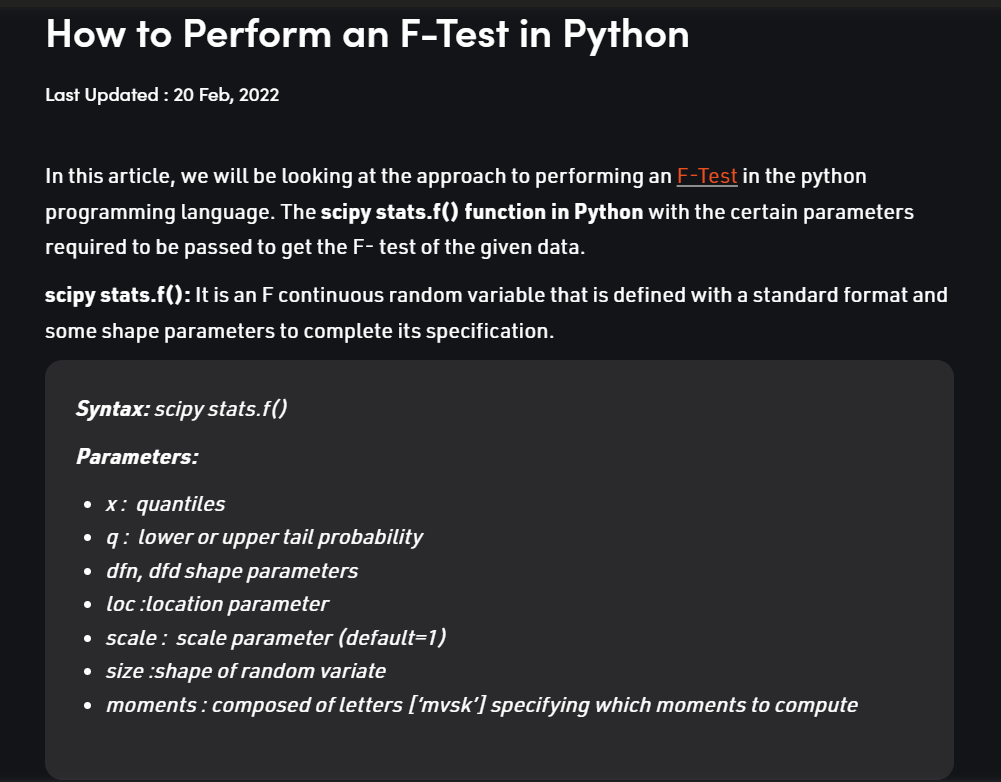 How to Perform an F-Test in Python
Last Updated : 20 Feb, 2022
In this article, we will be looking at the approach to performing an F-Test in the python
programming language. The scipy stats.f() function in Python with the certain parameters
required to be passed to get the F- test of the given data.
scipy stats.f(): It is an F continuous random variable that is defined with a standard format and
some shape parameters to complete its specification.
Syntax: scipy stats.f()
Parameters:
• x :  quantiles
• q :  lower or upper tail probability
• dfn, dfd shape parameters
• loc :location parameter
• scale :  scale parameter (default=1)
• size :shape of random variate
• moments : composed of letters [‘mvsk’] specifying which moments to compute